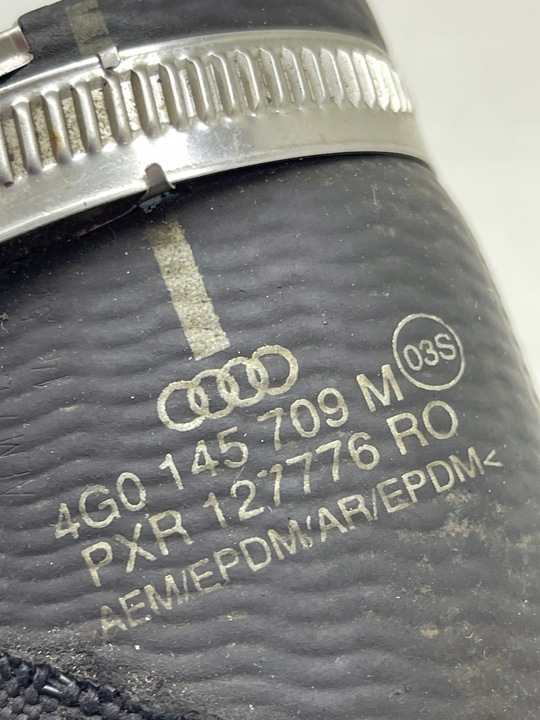 03S
4G0 145 709 M
PXR 127776 RO
AEM/EPDM/AR/EPDM<